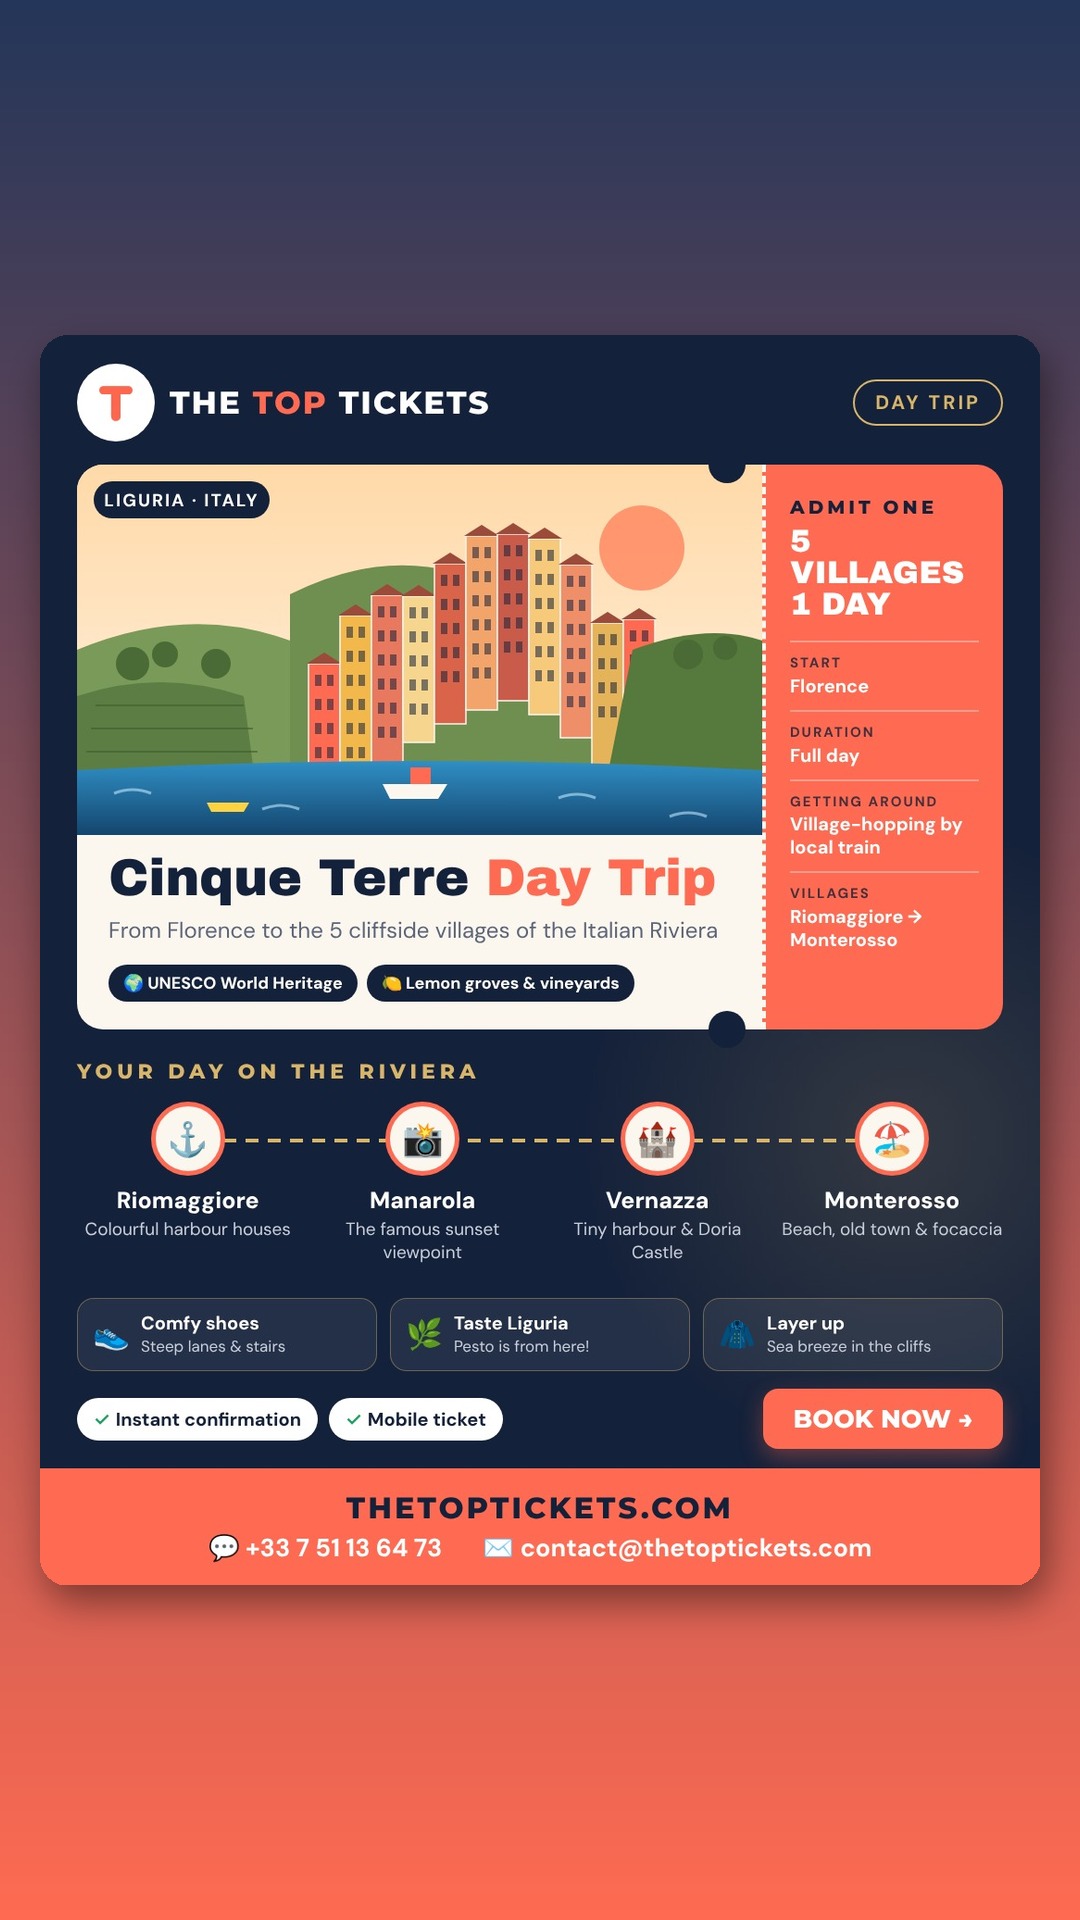 THE TOP TICKETS
DAY TRIP
LIGURIA · ITALY
ADMIT ONE
5
VILLAGES
1 DAY
START
Florence
DURATION
Full day
GETTING AROUND
Village-hopping by
local train
VILLAGES
Riomaggiore →
Monterosso
Cinque Terre Day Trip
From Florence to the 5 cliffside villages of the Italian Riviera
UNESCO World Heritage
Lemon groves & vineyards
YOUR DAY ON THE RIVIERA
Riomaggiore
Colourful harbour houses
Manarola
The famous sunset
viewpoint
Vernazza
Tiny harbour & Doria
Castle
Monterosso
Beach, old town & focaccia
Comfy shoes
Steep lanes & stairs
Taste Liguria
Pesto is from here!
Layer up
Sea breeze in the cliffs
✓ Instant confirmation
✓ Mobile ticket
BOOK NOW →
THETOPTICKETS.COM
+33 7 51 13 64 73
contact@thetoptickets.com